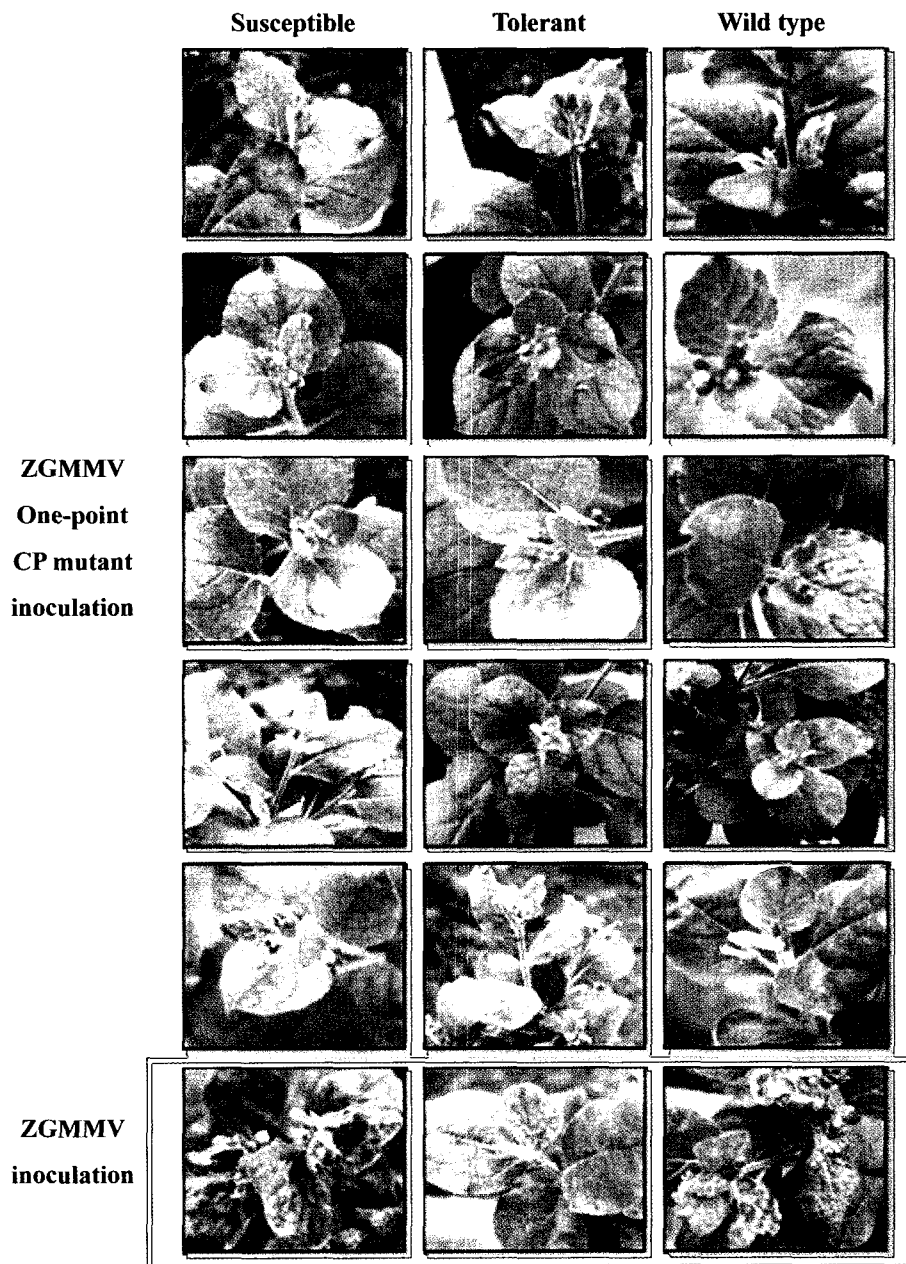 Susceptible Tolerant Wild type
ZGMMV
One-point
CP mutant
inoculation
ZGMMV
inoculation